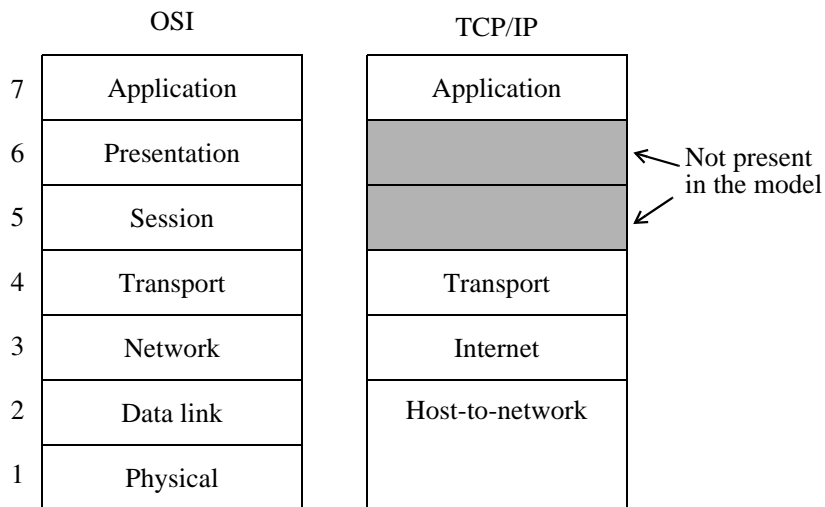 OSI TCP/IP
7 Application Application
6 Presentation Not present
in the model
5 Session
4 Transport Transport
3 Network Internet
2 Data link Host-to-network
1 Physical